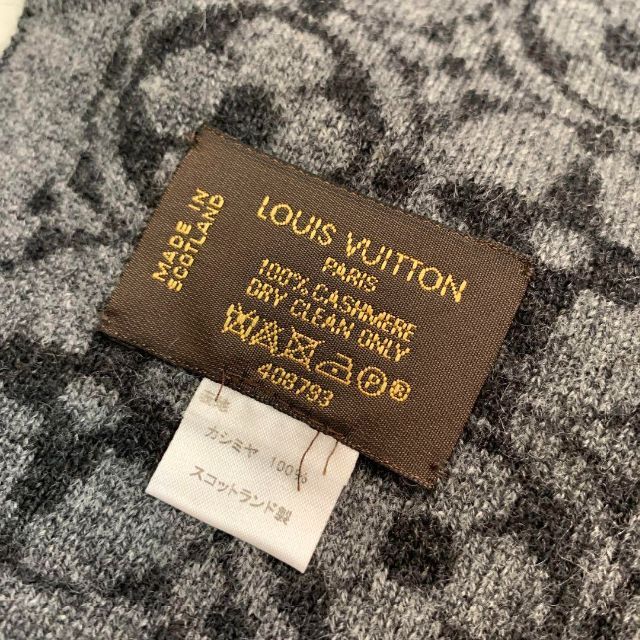 MADE IN
SCOTLAND
LOUIS VUITTON
PARIS
100% CASHMERE
DRY CLEAN ONLY
P ®
403783
カシミヤ 100%
スコットランド製